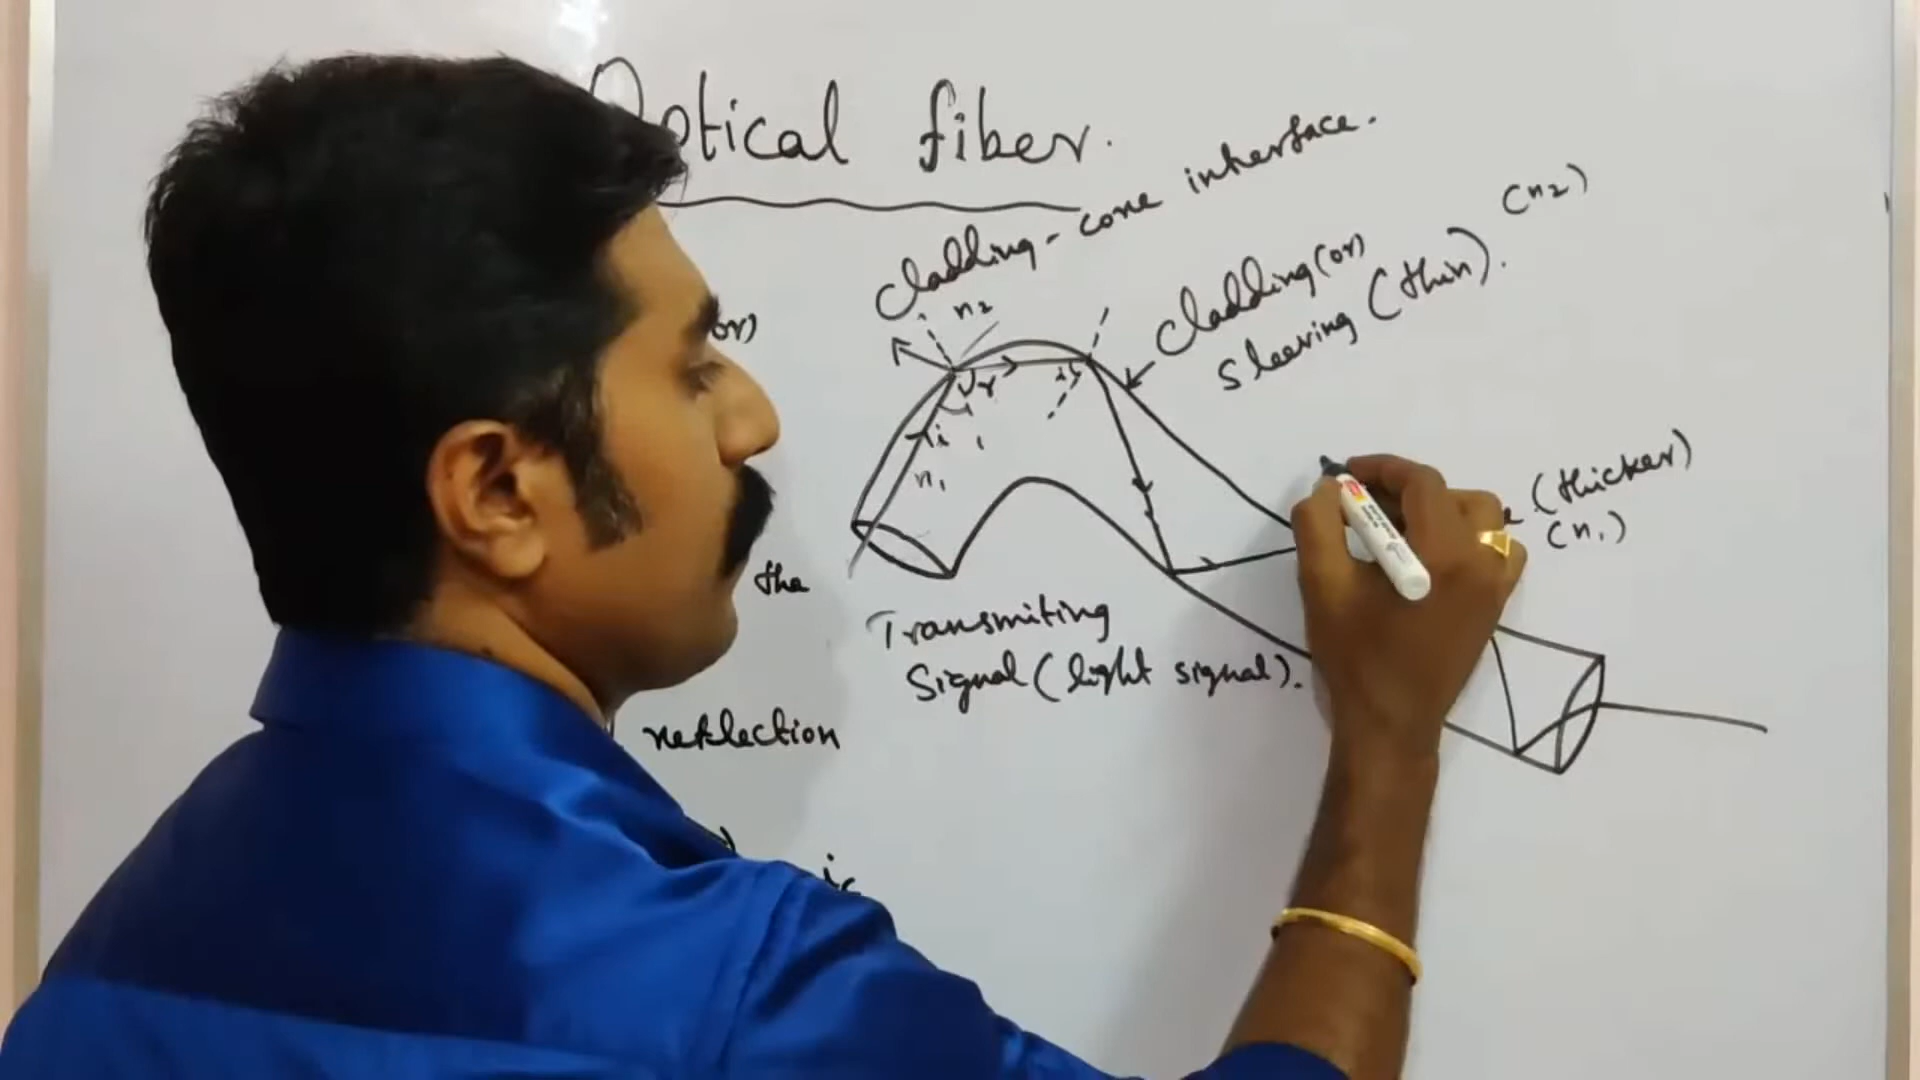 Optical fiber.
Cladding - core interface.
(n2)
Cladding (or)
sleeving (thin).
n2
or)
r
i
i
n1
(thicker)
(n1)
the
Transmiting
Signal (light signal).
reflection